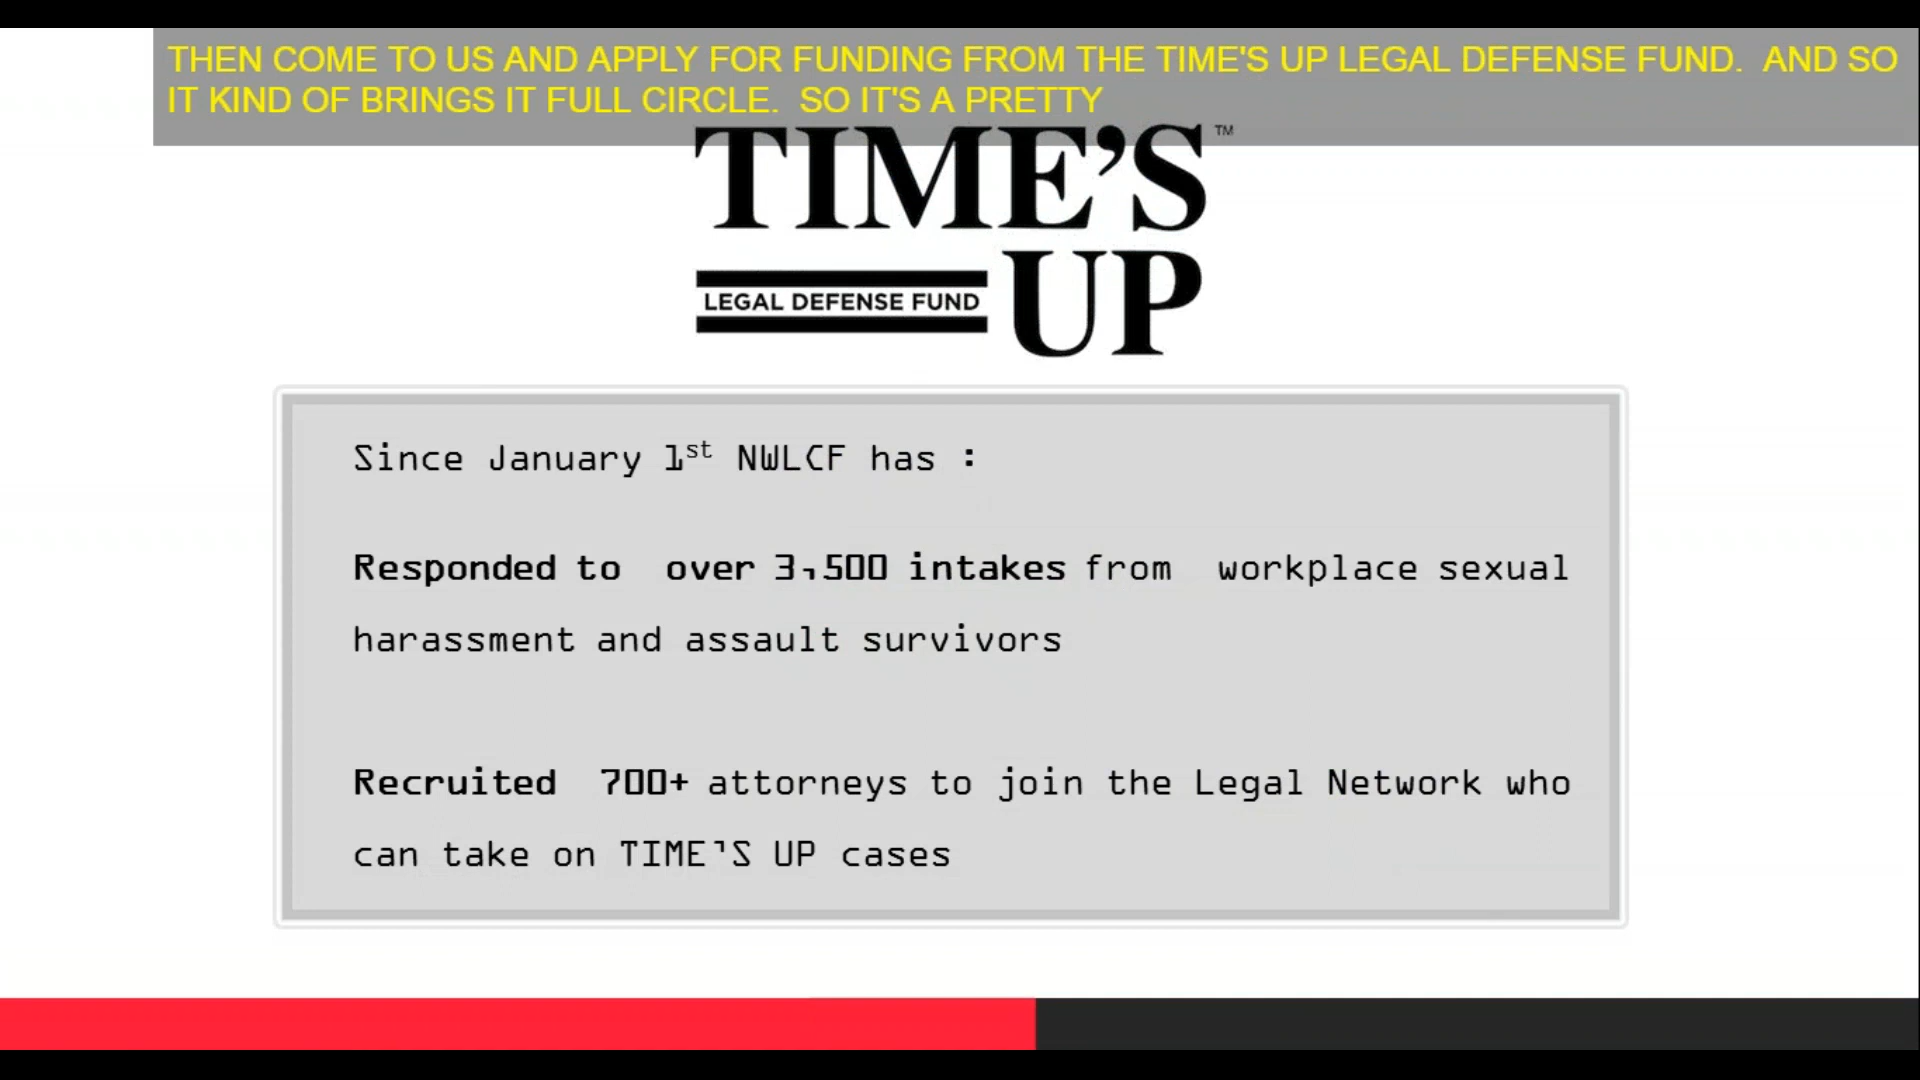 THEN COME TO US AND APPLY FOR FUNDING FROM THE TIME'S UP LEGAL DEFENSE FUND.  AND SO
IT KIND OF BRINGS IT FULL CIRCLE.  SO IT'S A PRETTY
TIME’S™
LEGAL DEFENSE FUND UP
Since January 1st NWLCF has :
Responded to  over 3,500 intakes from  workplace sexual
harassment and assault survivors
Recruited  700+ attorneys to join the Legal Network who
can take on TIME’S UP cases